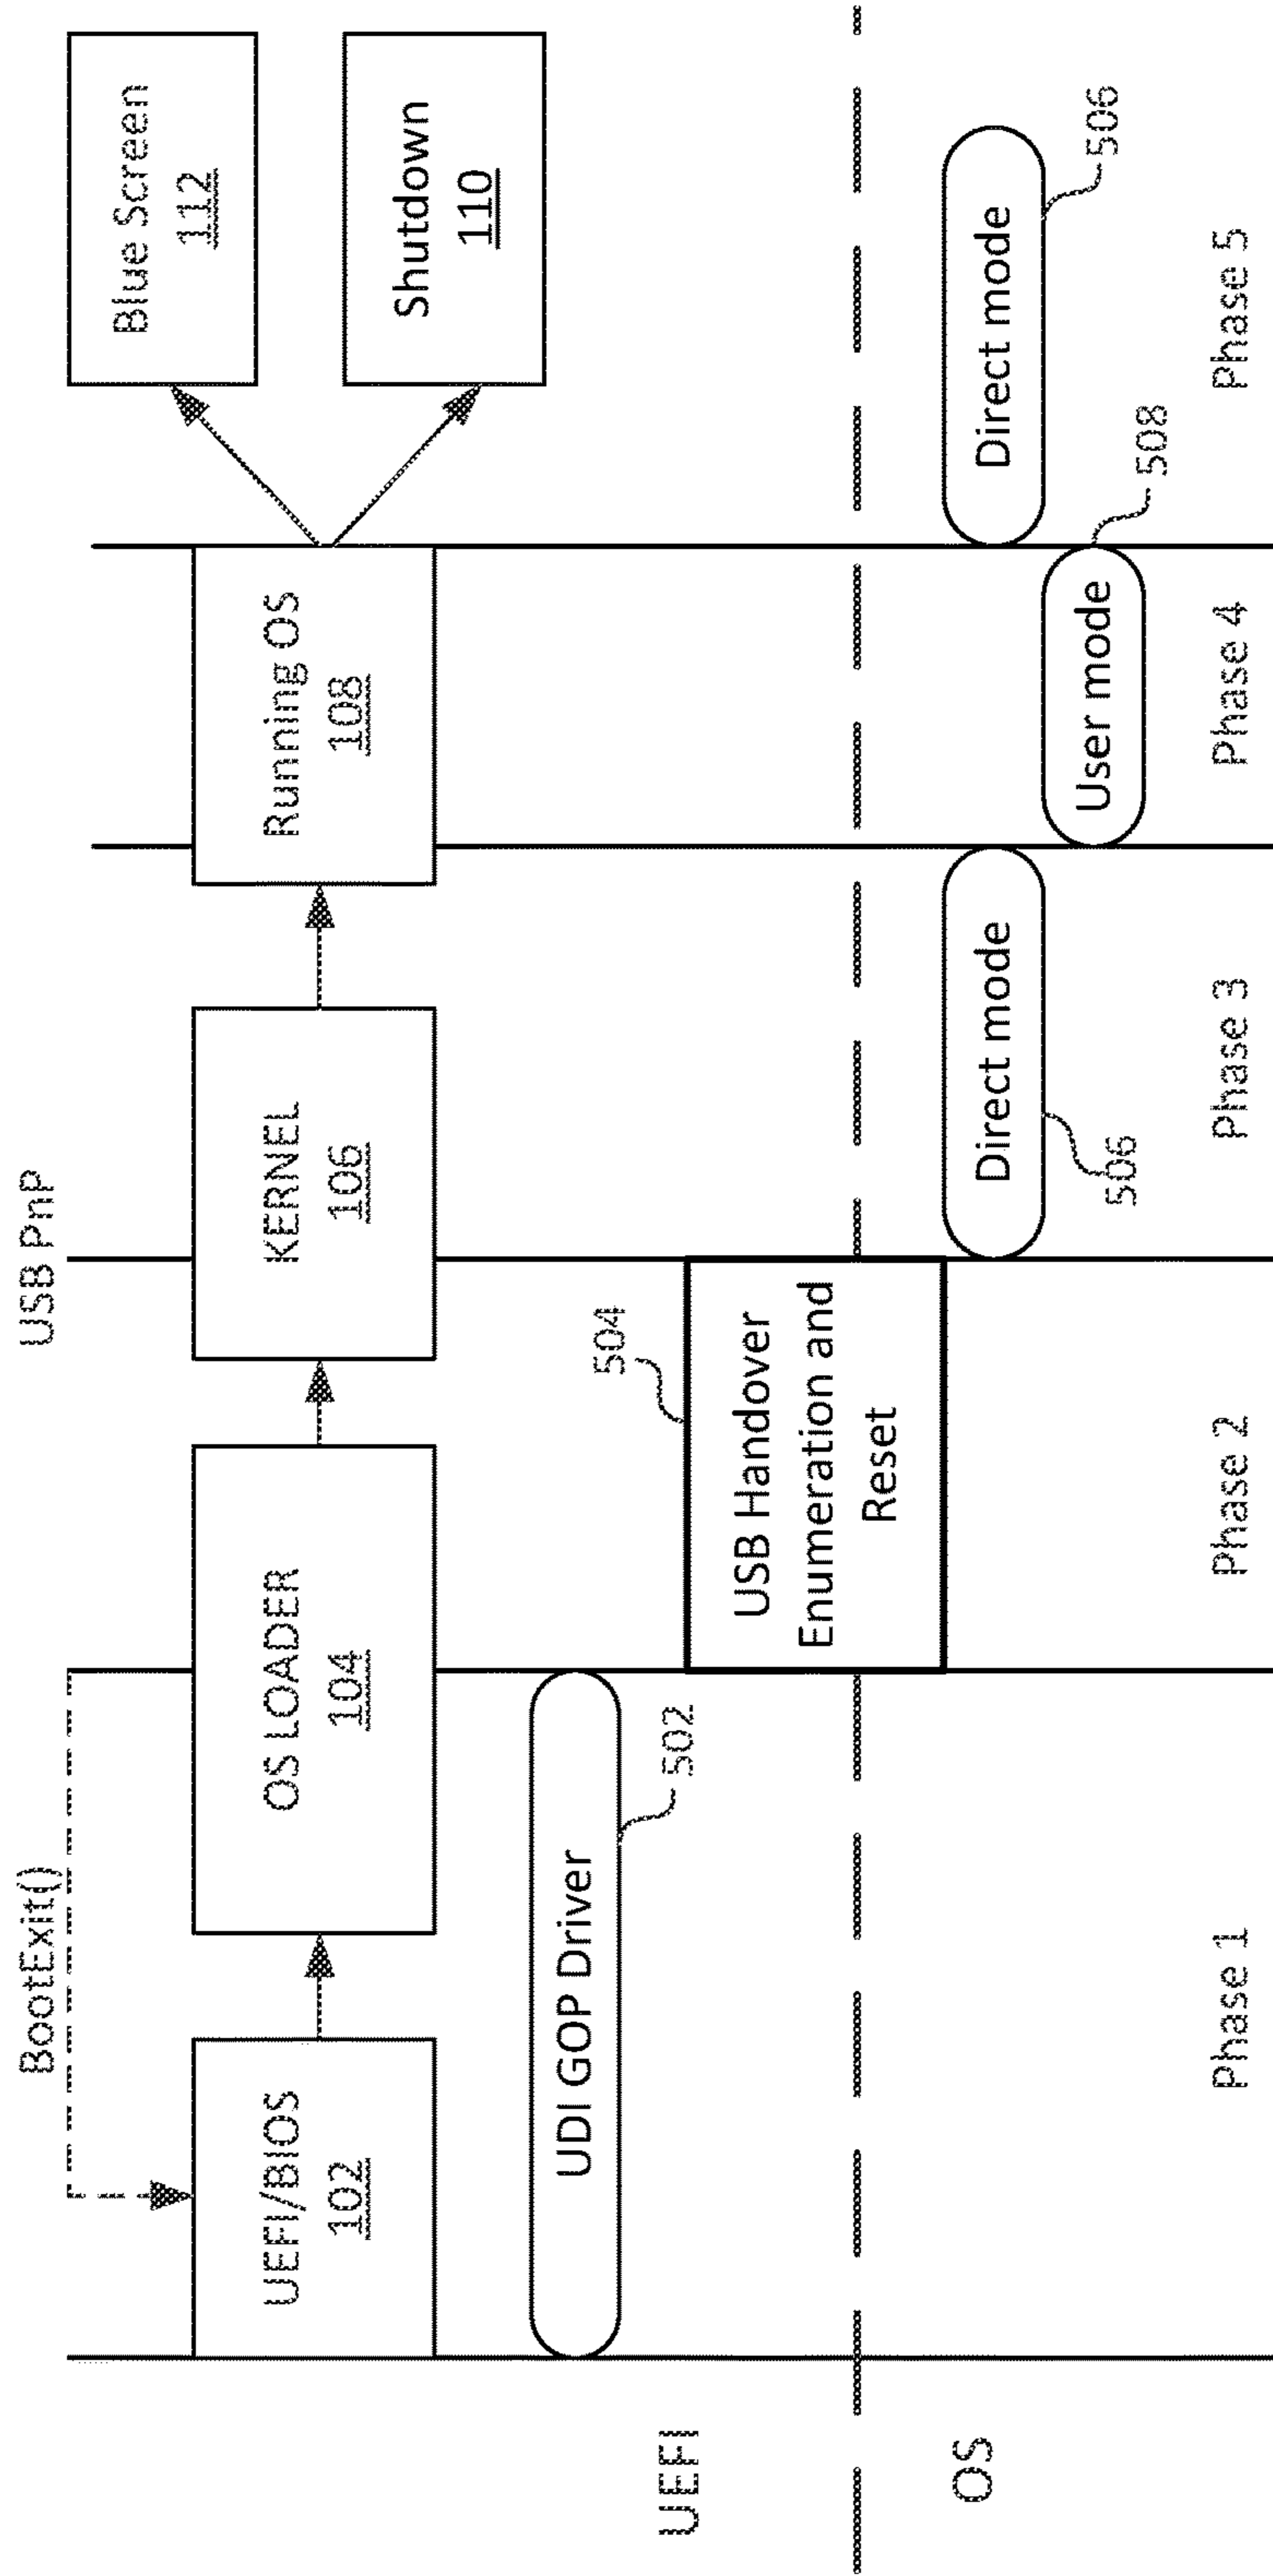 BootExit()
USB PnP
UEFI/BIOS
102
OS LOADER
104
KERNEL
106
Running OS
108
Blue Screen
112
Shutdown
110
UDI GOP Driver
502
504
USB Handover
Enumeration and
Reset
UEFI
OS
Direct mode
506
User mode
508
Direct mode
506
Phase 1
Phase 2
Phase 3
Phase 4
Phase 5